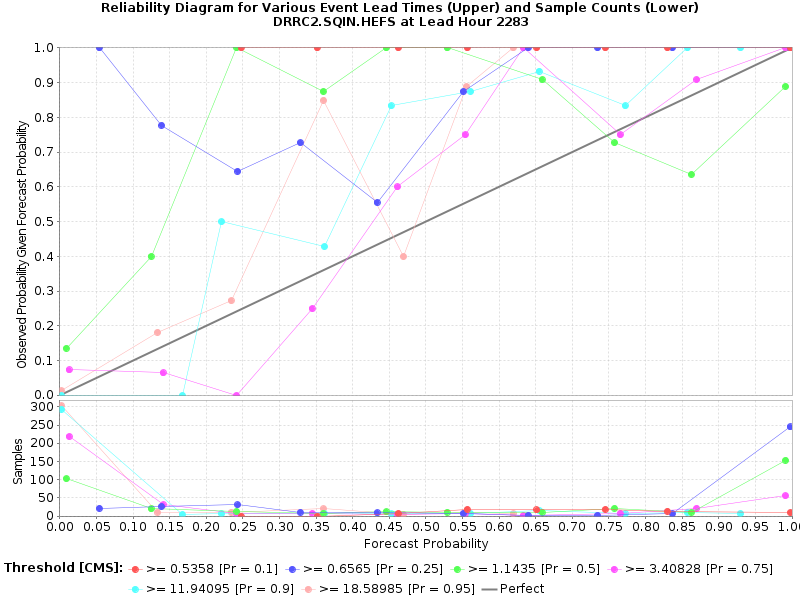 Reliability Diagram for Various Event Lead Times (Upper) and Sample Counts (Lower)
DRRC2.SQIN.HEFS at Lead Hour 2283
Observed Probability Given Forecast Probability
1.0
0.9
0.8
0.7
0.6
0.5
0.4
0.3
0.2
0.1
0.0
Samples
300
250
200
150
100
50
0
0.00 0.05 0.10 0.15 0.20 0.25 0.30 0.35 0.40 0.45 0.50 0.55 0.60 0.65 0.70 0.75 0.80 0.85 0.90 0.95 1.0
Forecast Probability
Threshold [CMS]: >= 0.5358 [Pr = 0.1] >= 0.6565 [Pr = 0.25] >= 1.1435 [Pr = 0.5] >= 3.40828 [Pr = 0.75]
>= 11.94095 [Pr = 0.9] >= 18.58985 [Pr = 0.95] Perfect